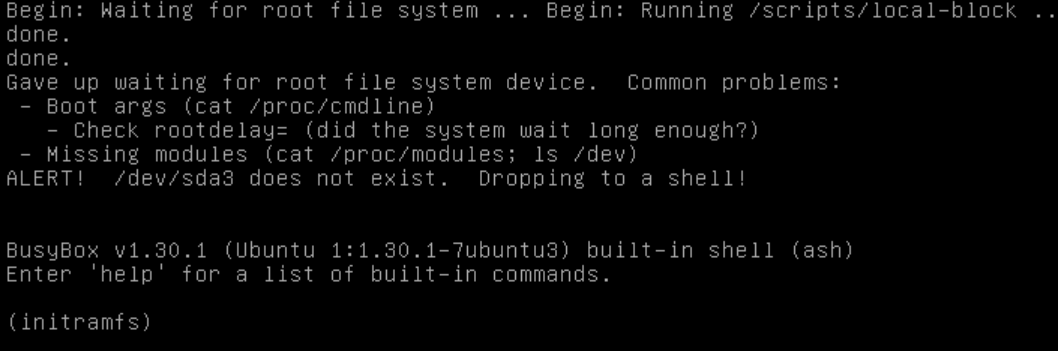 Begin: Waiting for root file system ... Begin: Running /scripts/local-block ..
done.
done.
Gave up waiting for root file system device.  Common problems:
 - Boot args (cat /proc/cmdline)
   - Check rootdelay= (did the system wait long enough?)
 - Missing modules (cat /proc/modules; ls /dev)
ALERT!  /dev/sda3 does not exist.  Dropping to a shell!
BusyBox v1.30.1 (Ubuntu 1:1.30.1-7ubuntu3) built-in shell (ash)
Enter 'help' for a list of built-in commands.
(initramfs)